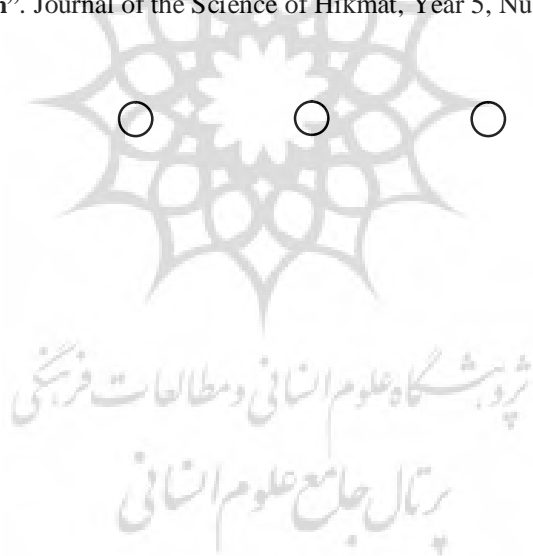 n”. Journal of the Science of Hikmat, Year 5, Nu
پژوهشگاه علوم انسانی و مطالعات فرهنگی
پرتال جامع علوم انسانی